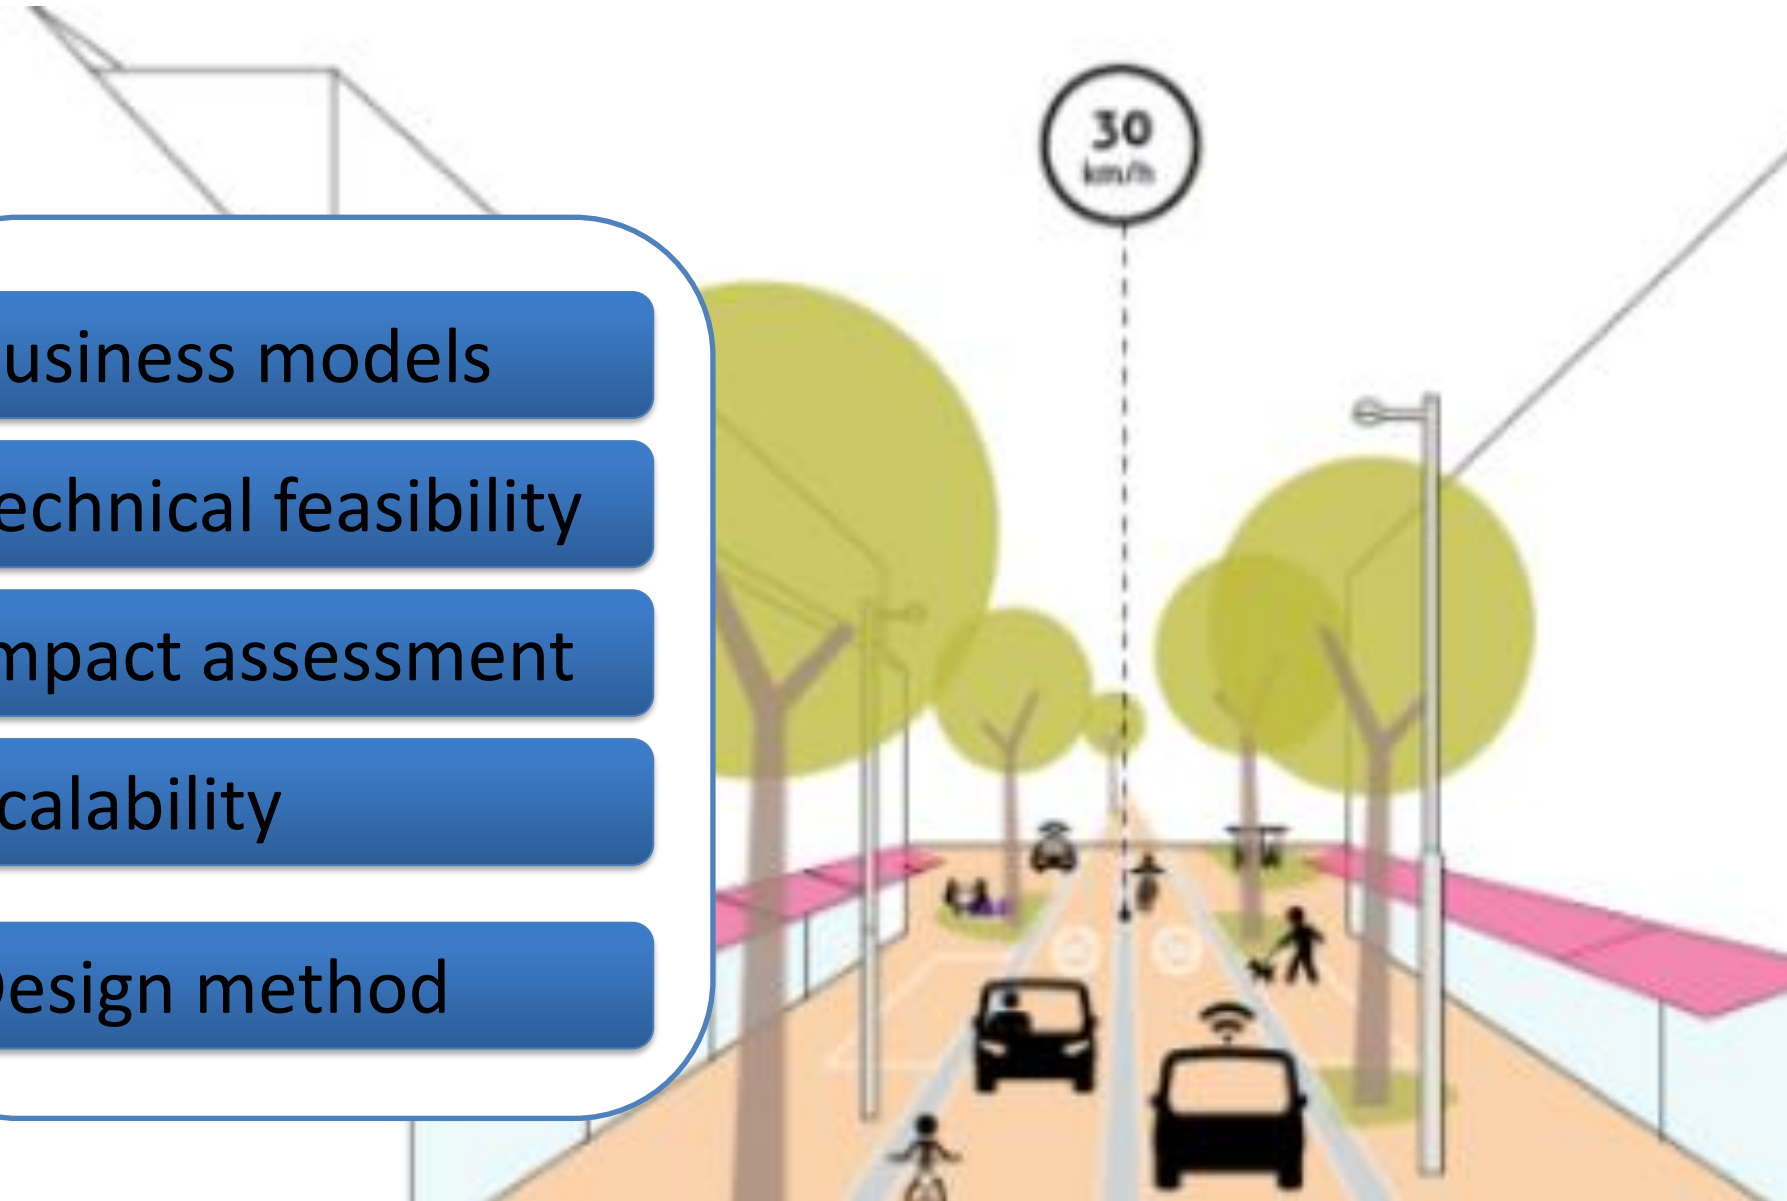 30
km/h
usiness models
echnical feasibility
mpact assessment
calability
esign method